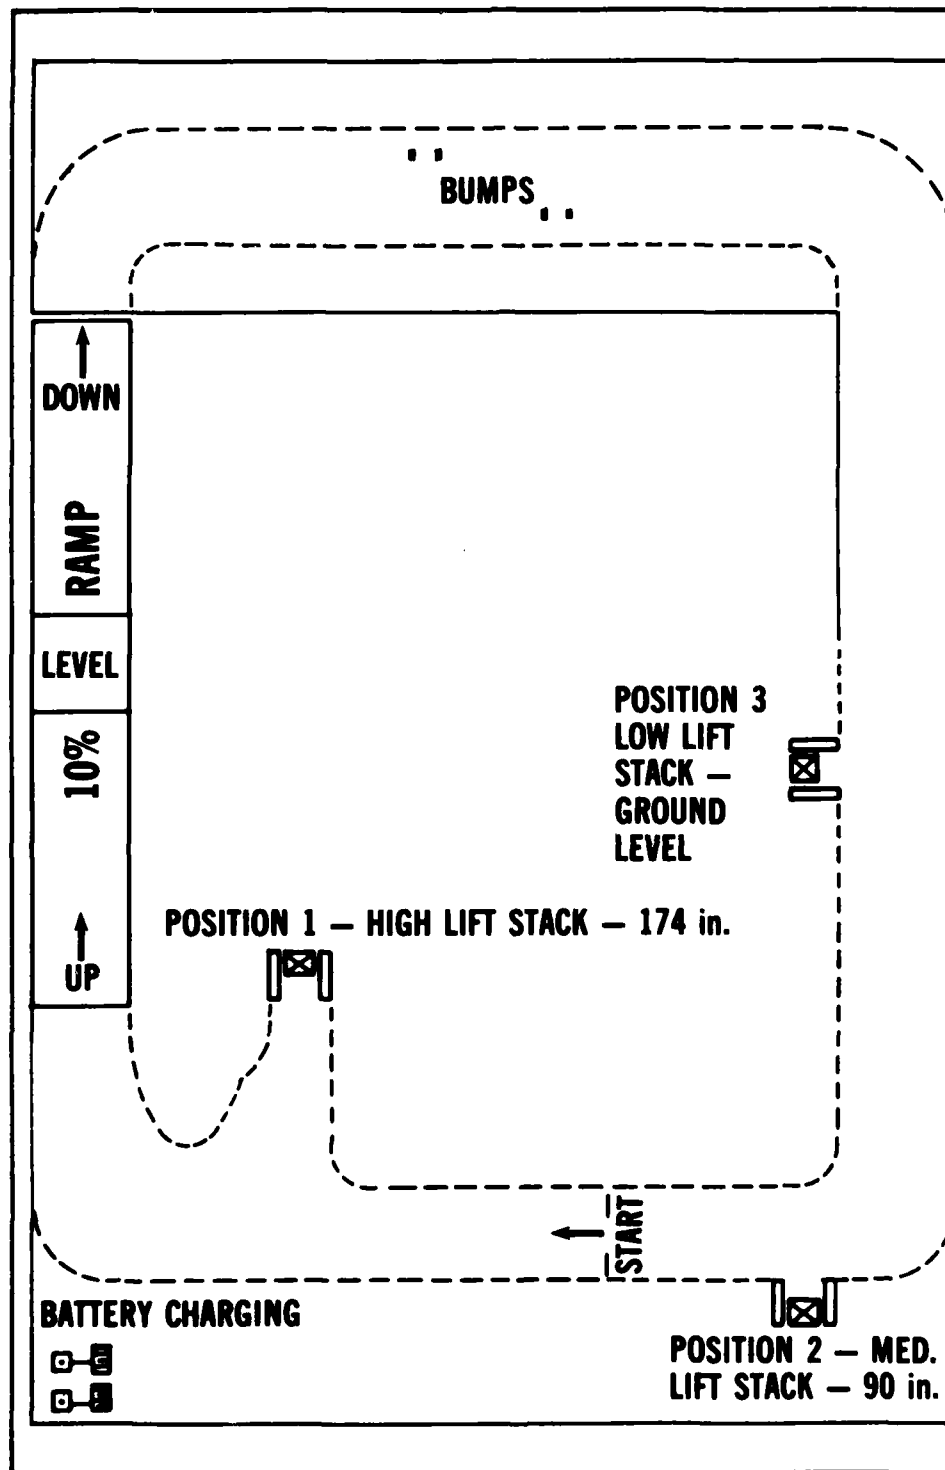 BUMPS
DOWN
RAMP
LEVEL
10%
UP
POSITION 3
LOW LIFT
STACK –
GROUND
LEVEL
POSITION 1 – HIGH LIFT STACK – 174 in.
START
BATTERY CHARGING
POSITION 2 – MED.
LIFT STACK – 90 in.